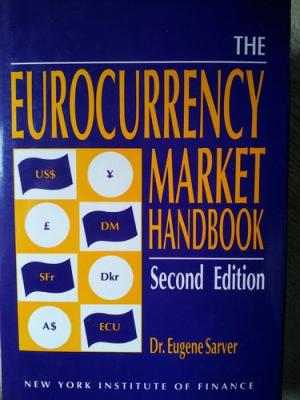 THE
EUROCURRENCY
MARKET
HANDBOOK
Second Edition
US$ ¥
£ DM
SFr Dkr
A$ ECU
Dr. Eugene Sarver
NEW YORK INSTITUTE OF FINANCE